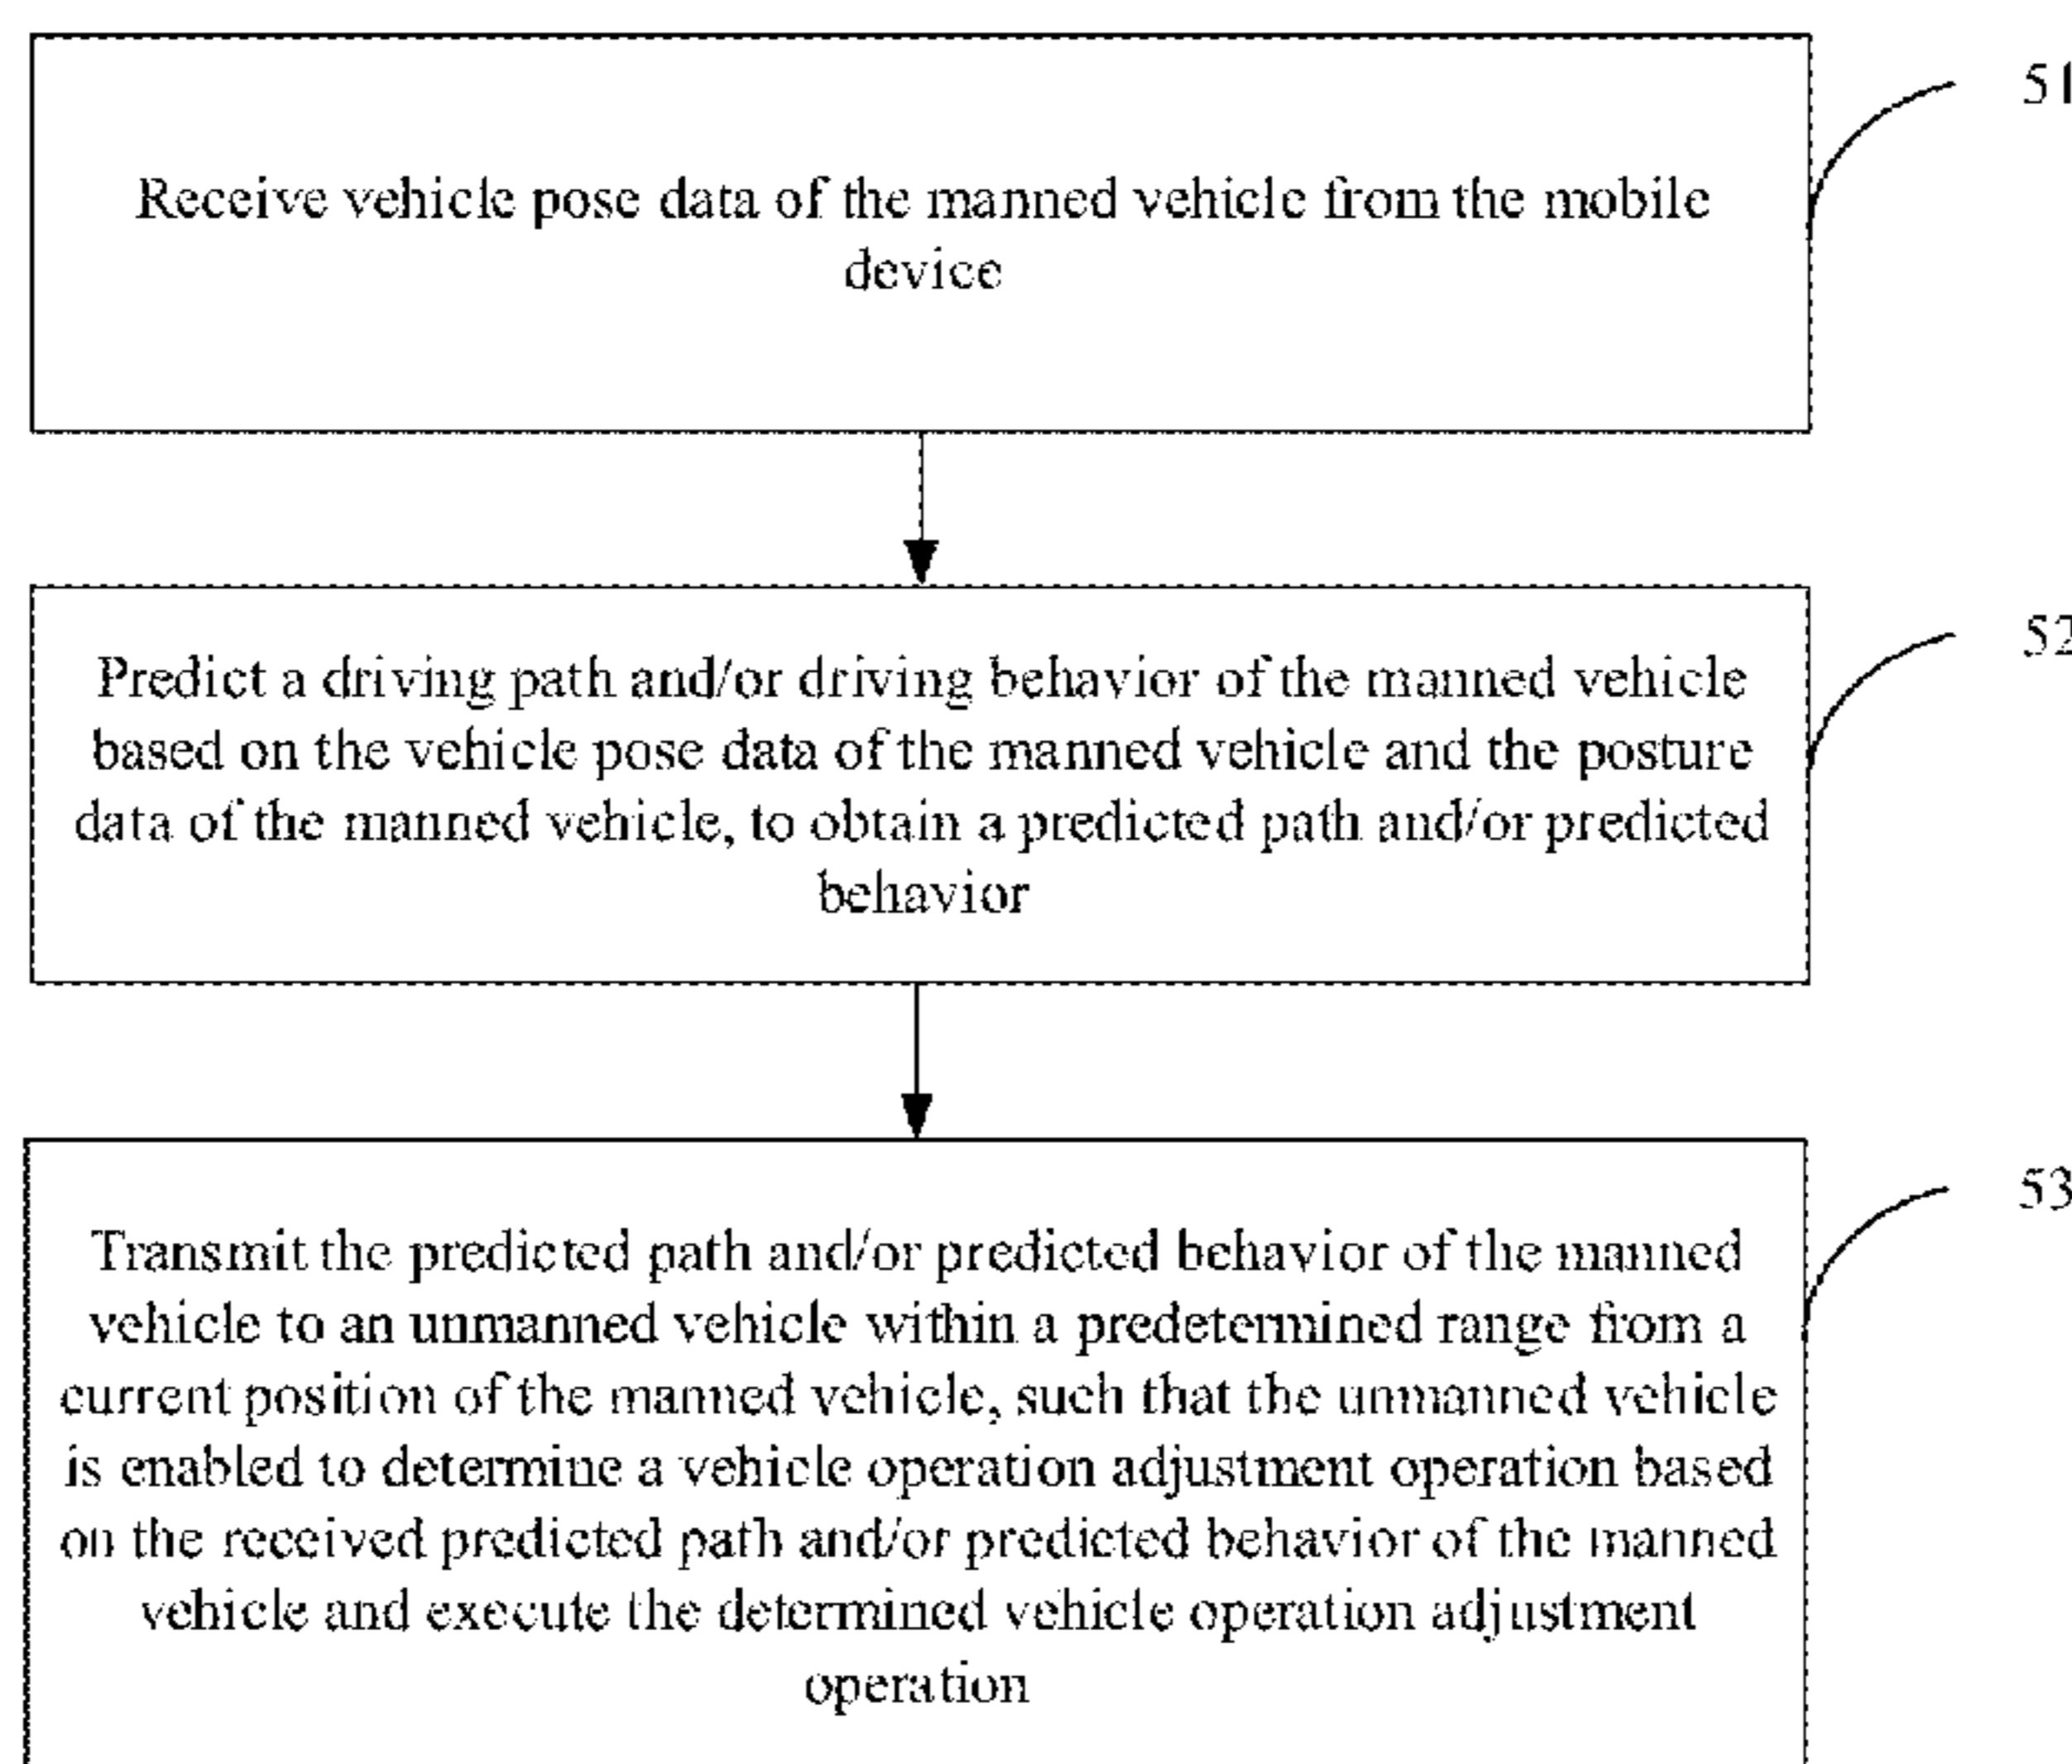 51
Receive vehicle pose data of the manned vehicle from the mobile
device
52
Predict a driving path and/or driving behavior of the manned vehicle
based on the vehicle pose data of the manned vehicle and the posture
data of the manned vehicle, to obtain a predicted path and/or predicted
behavior
53
Transmit the predicted path and/or predicted behavior of the manned
vehicle to an unmanned vehicle within a predetermined range from a
current position of the manned vehicle, such that the unmanned vehicle
is enabled to determine a vehicle operation adjustment operation based
on the received predicted path and/or predicted behavior of the manned
vehicle and execute the determined vehicle operation adjustment
operation